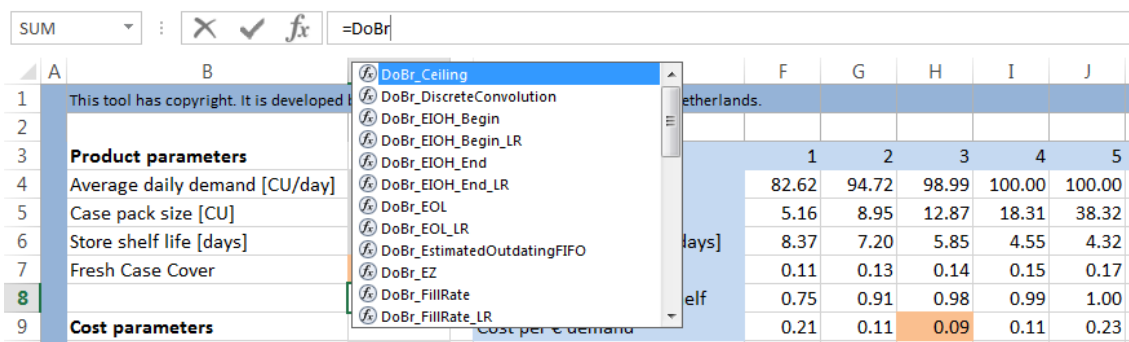 SUM fx =DoBr
A B F G H I J
1 This tool has copyright. It is developed etherlands.
2
3 Product parameters 1 2 3 4 5
4 Average daily demand [CU/day] 82.62 94.72 98.99 100.00 100.00
5 Case pack size [CU] 5.16 8.95 12.87 18.31 38.32
6 Store shelf life [days] days] 8.37 7.20 5.85 4.55 4.32
7 Fresh Case Cover 0.11 0.13 0.14 0.15 0.17
8 elf 0.75 0.91 0.98 0.99 1.00
9 Cost parameters Cost per € demand 0.21 0.11 0.09 0.11 0.23
DoBr_Ceiling
DoBr_DiscreteConvolution
DoBr_EIOH_Begin
DoBr_EIOH_Begin_LR
DoBr_EIOH_End
DoBr_EIOH_End_LR
DoBr_EOL
DoBr_EOL_LR
DoBr_EstimatedOutdatingFIFO
DoBr_EZ
DoBr_FillRate
DoBr_FillRate_LR